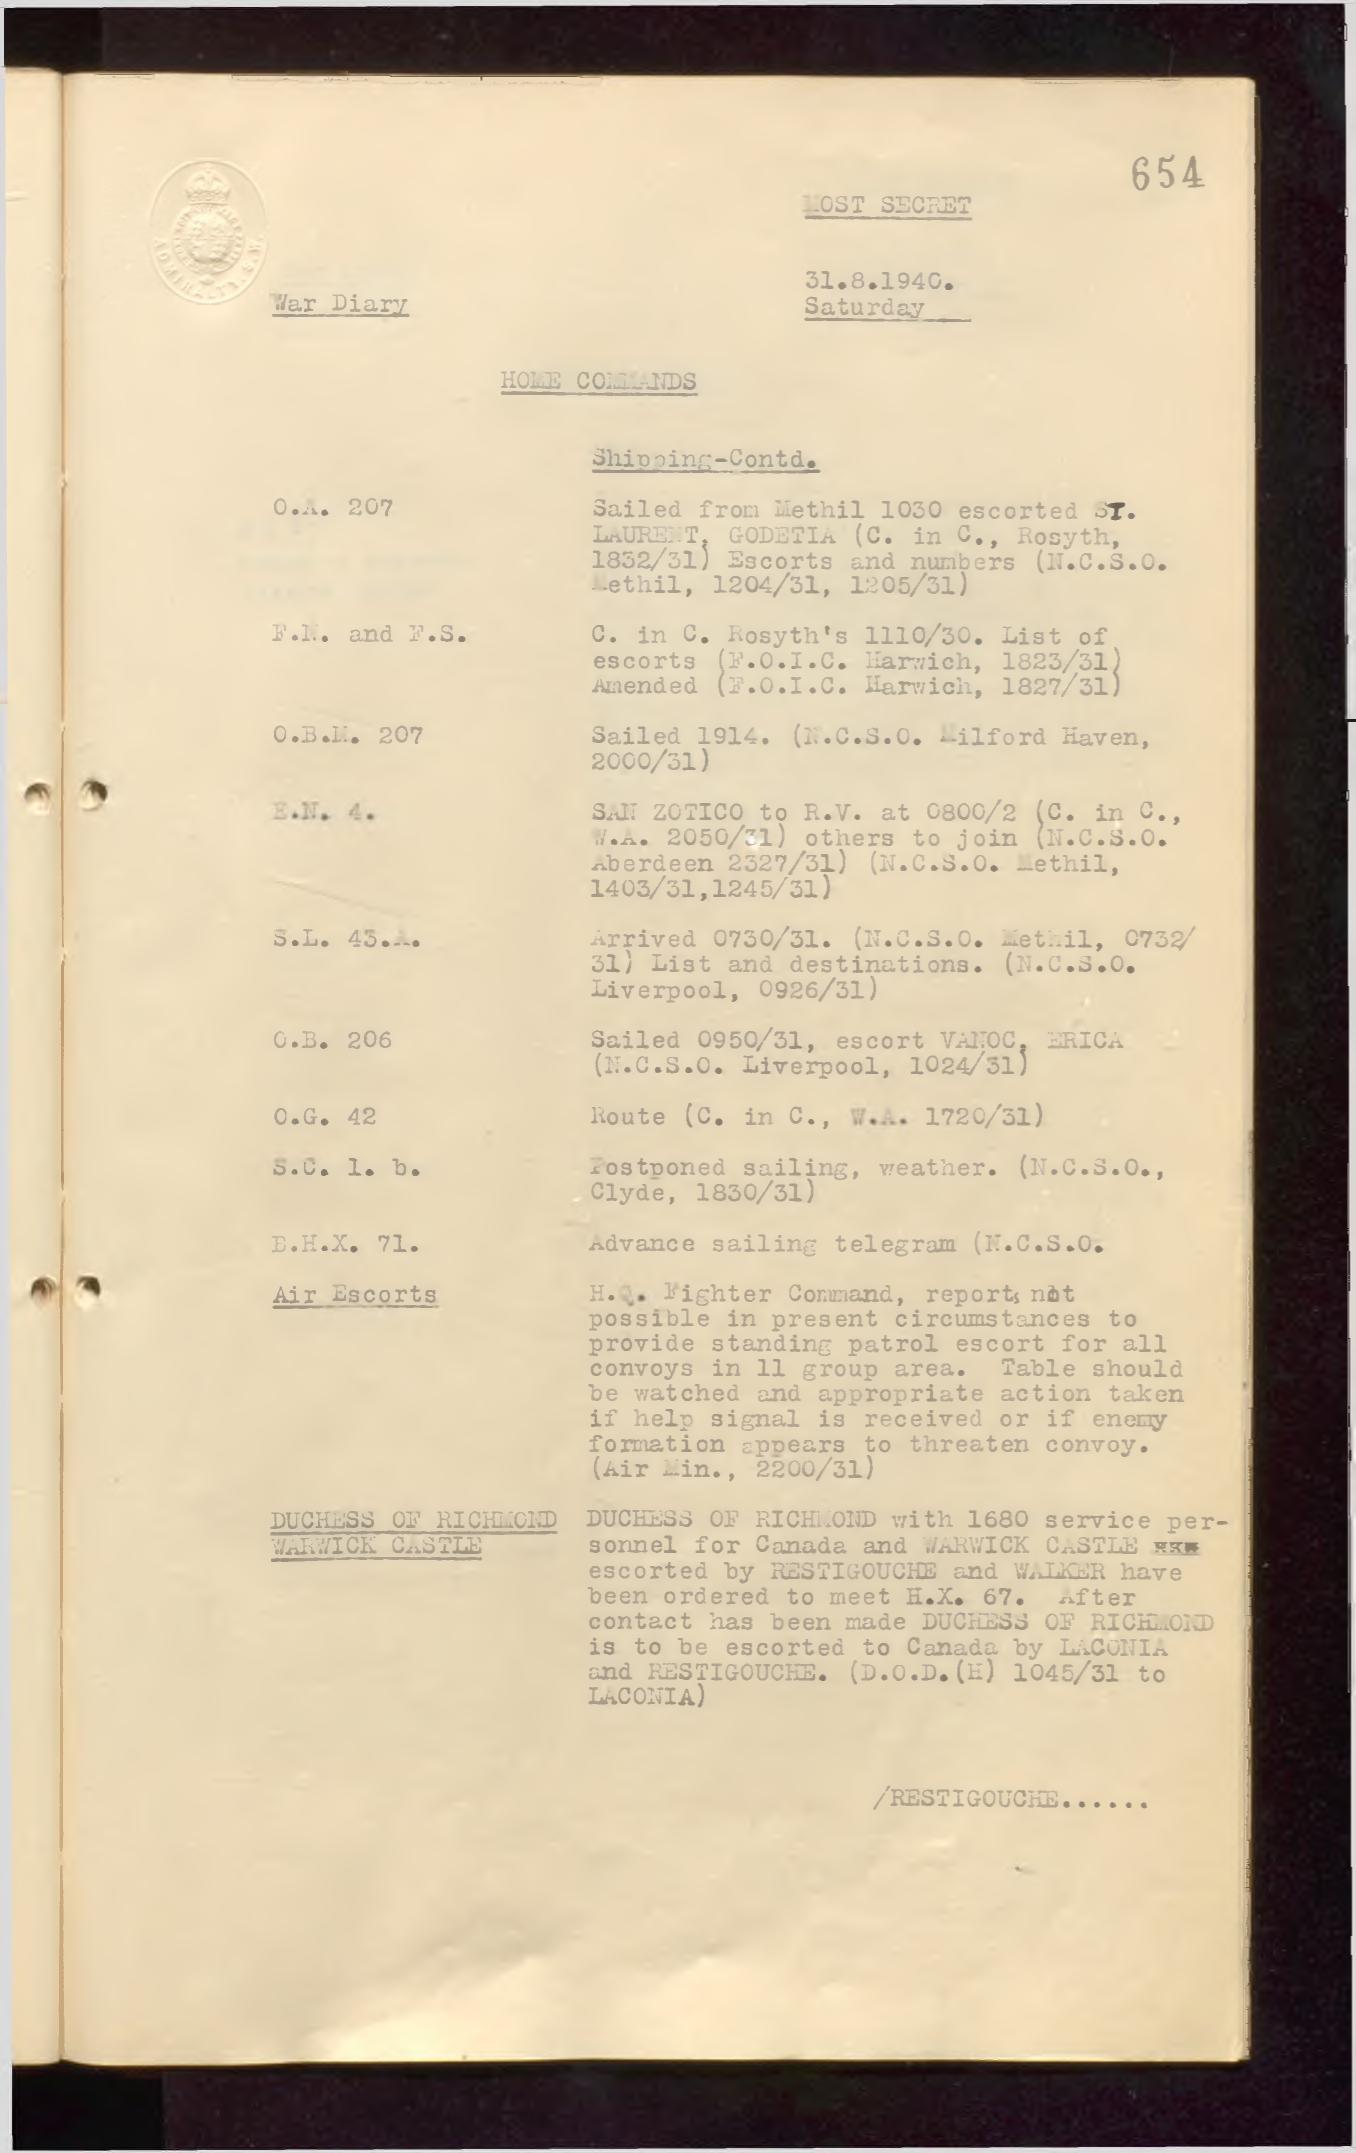 654
MOST SECRET
ADMIRALTY. S.W.
31.8.1940.
War Diary
Saturday
HOME COMMANDS
Shipping-Contd.
O.A. 207 Sailed from Methil 1030 escorted ST.
LAURENT, GODETIA (C. in C., Rosyth,
1832/31) Escorts and numbers (N.C.S.O.
Methil, 1204/31, 1205/31)
F.N. and F.S. C. in C. Rosyth's 1110/30. List of
escorts (F.O.I.C. Harwich, 1823/31)
Amended (F.O.I.C. Harwich, 1827/31)
O.B.M. 207 Sailed 1914. (N.C.S.O. Milford Haven,
2000/31)
E.N. 4. SAN ZOTICO to R.V. at 0800/2 (C. in C.,
W.A. 2050/31) others to join (N.C.S.O.
Aberdeen 2327/31) (N.C.S.O. Methil,
1403/31,1245/31)
S.L. 43.A. Arrived 0730/31. (N.C.S.O. Methil, 0732/
31) List and destinations. (N.C.S.O.
Liverpool, 0926/31)
O.B. 206 Sailed 0950/31, escort VANOC, ERICA
(N.C.S.O. Liverpool, 1024/31)
O.G. 42 Route (C. in C., W.A. 1720/31)
S.C. 1. b. Postponed sailing, weather. (N.C.S.O.,
Clyde, 1830/31)
B.H.X. 71. Advance sailing telegram (N.C.S.O.
Air Escorts H.Q. Fighter Command, reports not
possible in present circumstances to
provide standing patrol escort for all
convoys in 11 group area. Table should
be watched and appropriate action taken
if help signal is received or if enemy
formation appears to threaten convoy.
(Air Min., 2200/31)
DUCHESS OF RICHMOND DUCHESS OF RICHMOND with 1680 service per-
WARWICK CASTLE sonnel for Canada and WARWICK CASTLE
escorted by RESTIGOUCHE and WALKER have
been ordered to meet H.X. 67. After
contact has been made DUCHESS OF RICHMOND
is to be escorted to Canada by LACONIA
and RESTIGOUCHE. (D.O.D.(H) 1045/31 to
LACONIA)
/RESTIGOUCHE......